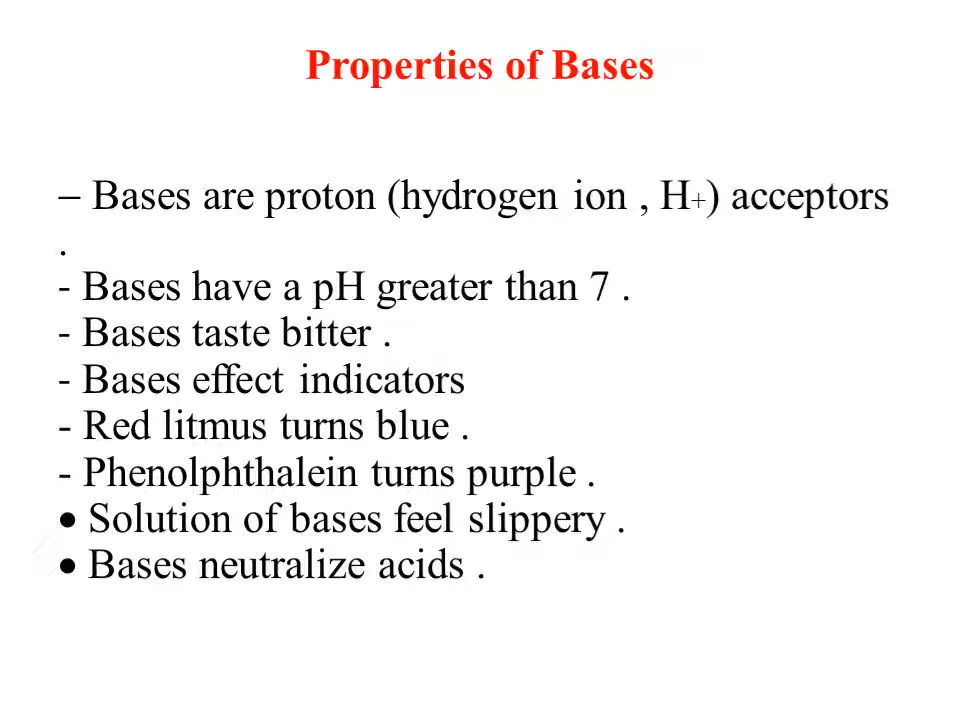 Properties of Bases
– Bases are proton (hydrogen ion , H+) acceptors
.
- Bases have a pH greater than 7 .
- Bases taste bitter .
- Bases effect indicators
- Red litmus turns blue .
- Phenolphthalein turns purple .
• Solution of bases feel slippery .
• Bases neutralize acids .